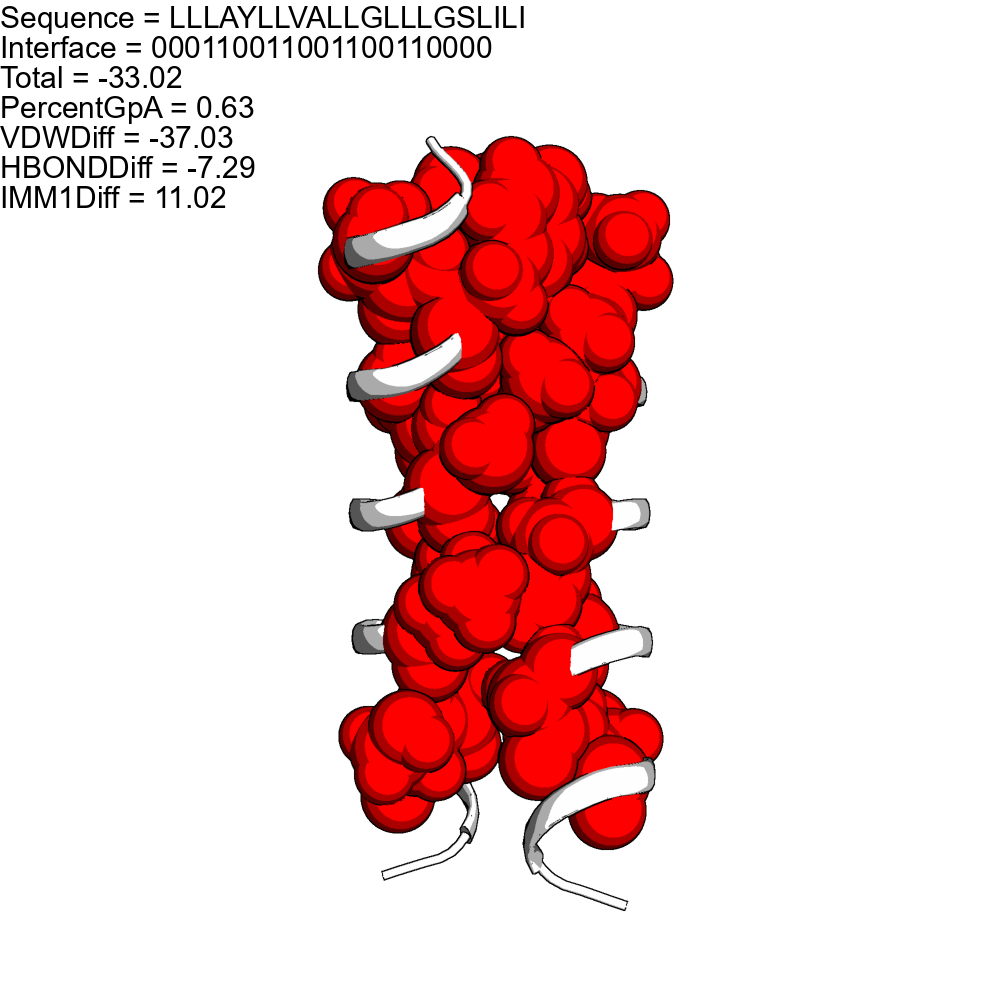 Sequence = LLLAYLLVALLGLLLGSLILI
Interface = 000110011001100110000
Total = -33.02
PercentGpA = 0.63
VDWDiff = -37.03
HBONDDiff = -7.29
IMM1Diff = 11.02